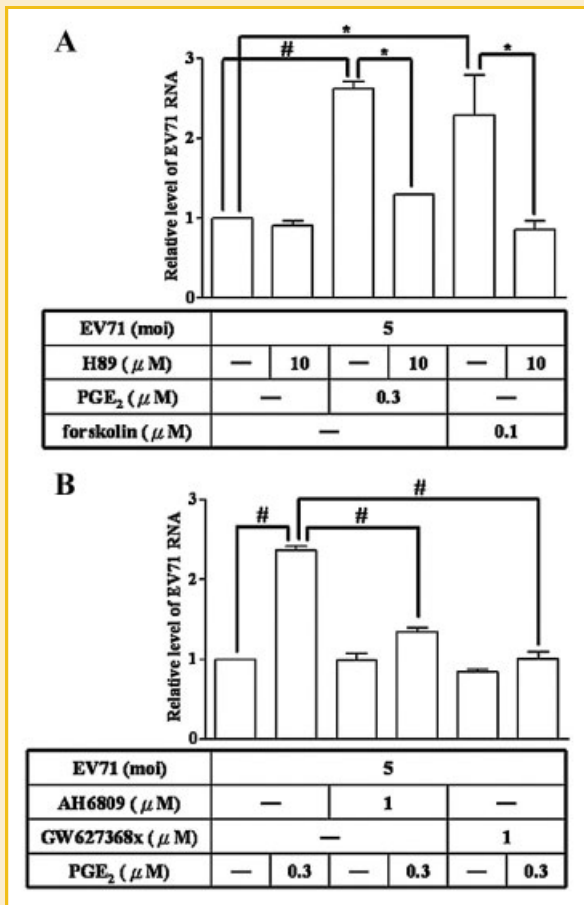 A
* 
# * *
Relative level of EV71 RNA
3
2
1
0
EV71 (moi) 5
H89 (μM) — 10 — 10 — 10
PGE₂ (μM) — 0.3 —
forskolin (μM) — 0.1
B
#
# #
Relative level of EV71 RNA
3
2
1
0
EV71 (moi) 5
AH6809 (μM) — 1 —
GW627368x (μM) — 1
PGE₂ (μM) — 0.3 — 0.3 — 0.3